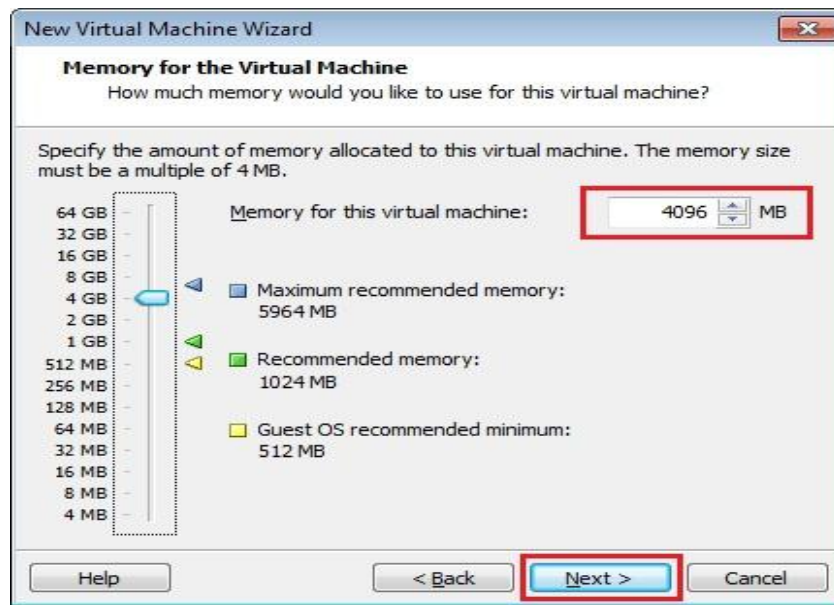 New Virtual Machine Wizard
Memory for the Virtual Machine
How much memory would you like to use for this virtual machine?
Specify the amount of memory allocated to this virtual machine. The memory size
must be a multiple of 4 MB.
64 GB
32 GB
16 GB
8 GB
4 GB
2 GB
1 GB
512 MB
256 MB
128 MB
64 MB
32 MB
16 MB
8 MB
4 MB
Memory for this virtual machine: 4096 MB
Maximum recommended memory:
5964 MB
Recommended memory:
1024 MB
Guest OS recommended minimum:
512 MB
Help < Back Next > Cancel